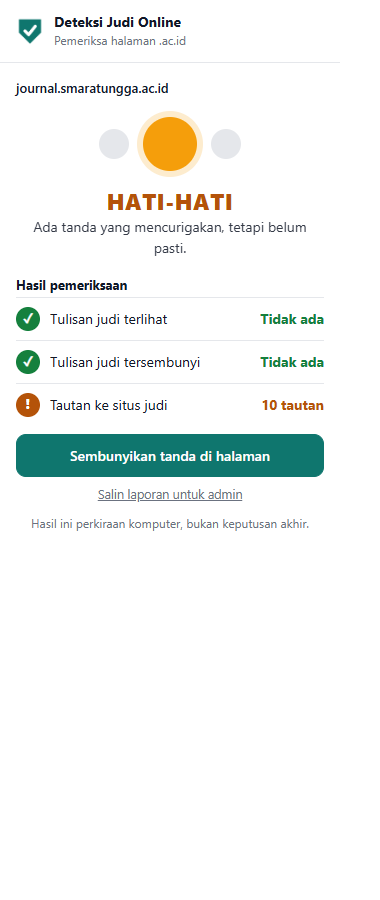 Deteksi Judi Online
Pemeriksa halaman .ac.id
journal.smaratungga.ac.id
HATI-HATI
Ada tanda yang mencurigakan, tetapi belum
pasti.
Hasil pemeriksaan
Tulisan judi terlihat Tidak ada
Tulisan judi tersembunyi Tidak ada
! Tautan ke situs judi 10 tautan
Sembunyikan tanda di halaman
Salin laporan untuk admin
Hasil ini perkiraan komputer, bukan keputusan akhir.